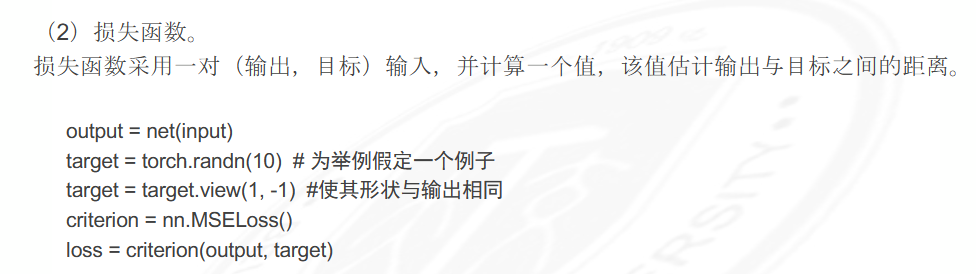 （2）损失函数。
损失函数采用一对（输出，目标）输入，并计算一个值，该值估计输出与目标之间的距离。
output = net(input)
target = torch.randn(10)  # 为举例假定一个例子
target = target.view(1, -1)  #使其形状与输出相同
criterion = nn.MSELoss()
loss = criterion(output, target)